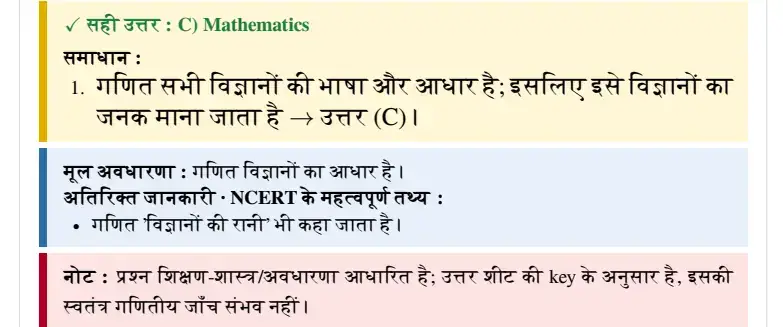 ✓ सही उत्तर : C) Mathematics
समाधान :
1. गणित सभी विज्ञानों की भाषा और आधार है; इसलिए इसे विज्ञानों का
जनक माना जाता है → उत्तर (C)।
मूल अवधारणा : गणित विज्ञानों का आधार है।
अतिरिक्त जानकारी · NCERT के महत्वपूर्ण तथ्य :
• गणित 'विज्ञानों की रानी' भी कहा जाता है।
नोट : प्रश्न शिक्षण-शास्त्र/अवधारणा आधारित है; उत्तर शीट की key के अनुसार है, इसकी
स्वतंत्र गणितीय जाँच संभव नहीं।